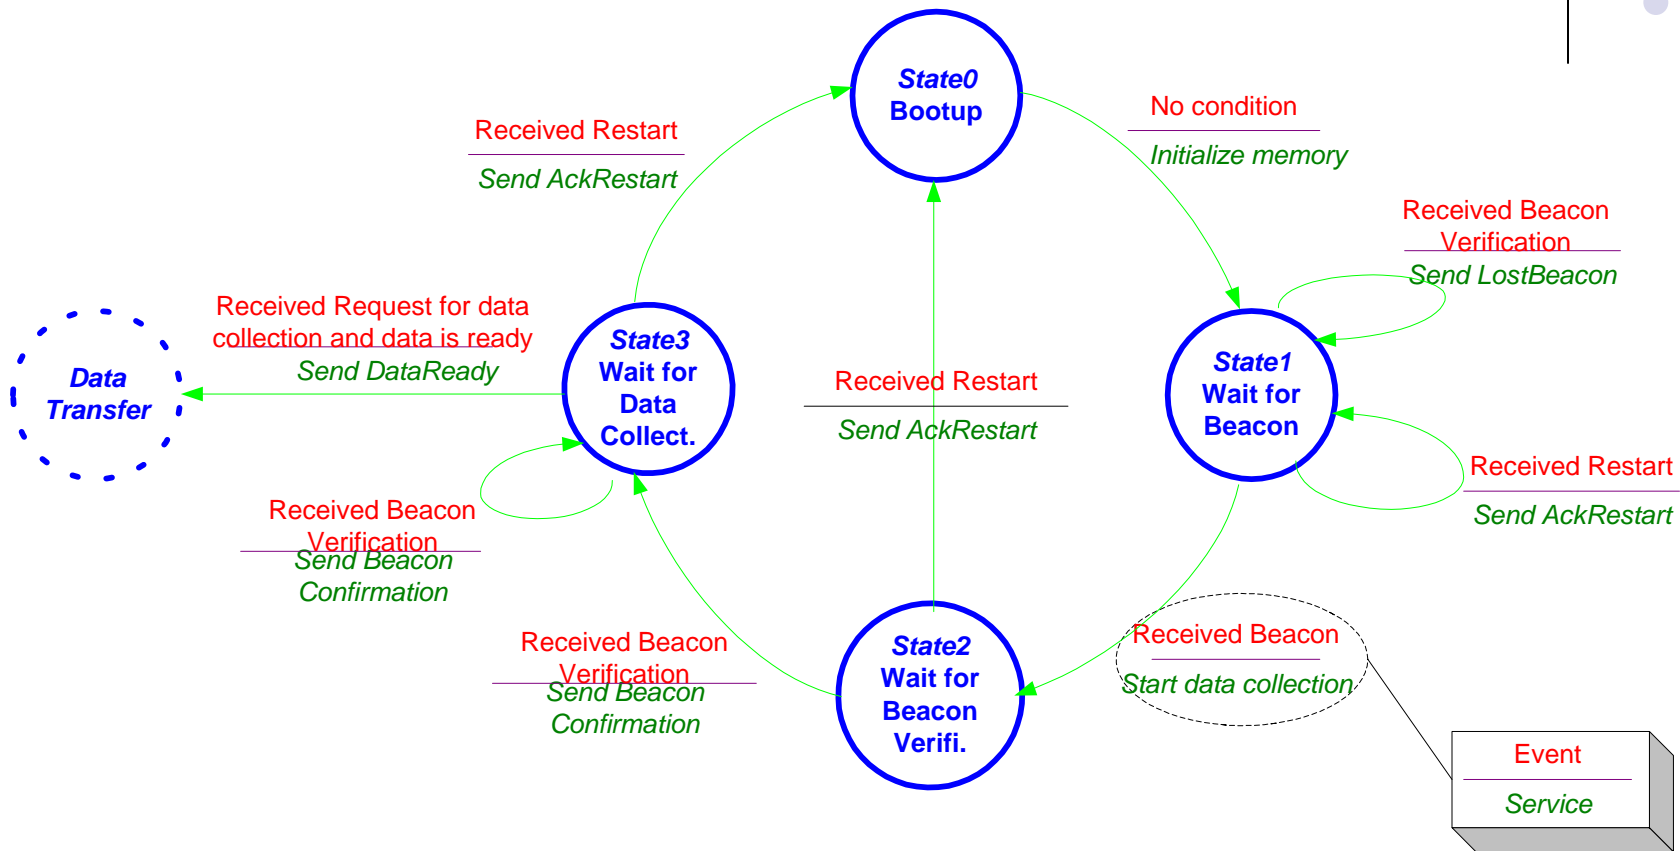 State0
Bootup
No condition
Initialize memory
Received Restart
Send AckRestart
Received Beacon
Verification
Send LostBeacon
Received Request for data
collection and data is ready
Send DataReady
Data
Transfer
State3
Wait for
Data
Collect.
Received Restart
Send AckRestart
State1
Wait for
Beacon
Received Restart
Send AckRestart
Received Beacon
Verification
Send Beacon
Confirmation
Received Beacon
Verification
Send Beacon
Confirmation
State2
Wait for
Beacon
Verifi.
Received Beacon
Start data collection
Event
Service